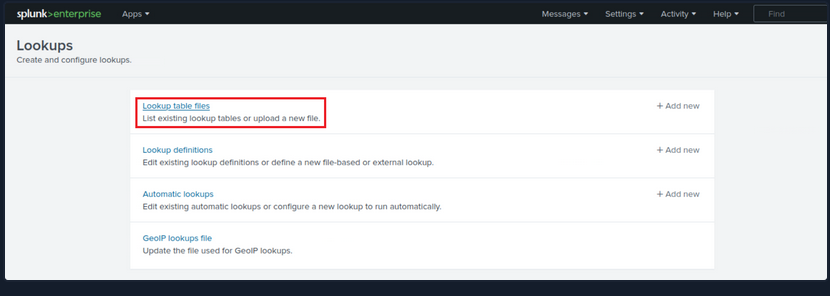 splunk>enterprise Apps Messages Settings Activity Help Find
Lookups
Create and configure lookups.
Lookup table files + Add new
List existing lookup tables or upload a new file.
Lookup definitions + Add new
Edit existing lookup definitions or define a new file-based or external lookup.
Automatic lookups + Add new
Edit existing automatic lookups or configure a new lookup to run automatically.
GeoIP lookups file
Update the file used for GeoIP lookups.